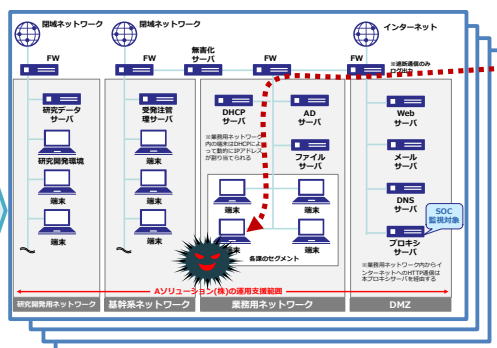 閉域ネットワーク
閉域ネットワーク
インターネット
FW
FW
無害化
サーバ
FW
FW
※遮断通信のみ
ログ出力
研究データ
サーバ
研究開発環境
端末
端末
受発注管
理サーバ
端末
端末
端末
DHCP
サーバ
※業務用ネットワーク
内の端末はDHCPによ
って動的にIPアドレス
が割り当てられる
AD
サーバ
ファイル
サーバ
端末
端末
端末
端末
各課のセグメント
Web
サーバ
メール
サーバ
DNS
サーバ
SOC
監視対象
プロキシ
サーバ
※業務用ネットワーク内からイ
ンターネットへのHTTP通信は
本プロキシサーバを経由する
Aソリューション(株)の運用支援範囲
研究開発用ネットワーク
基幹系ネットワーク
業務用ネットワーク
DMZ